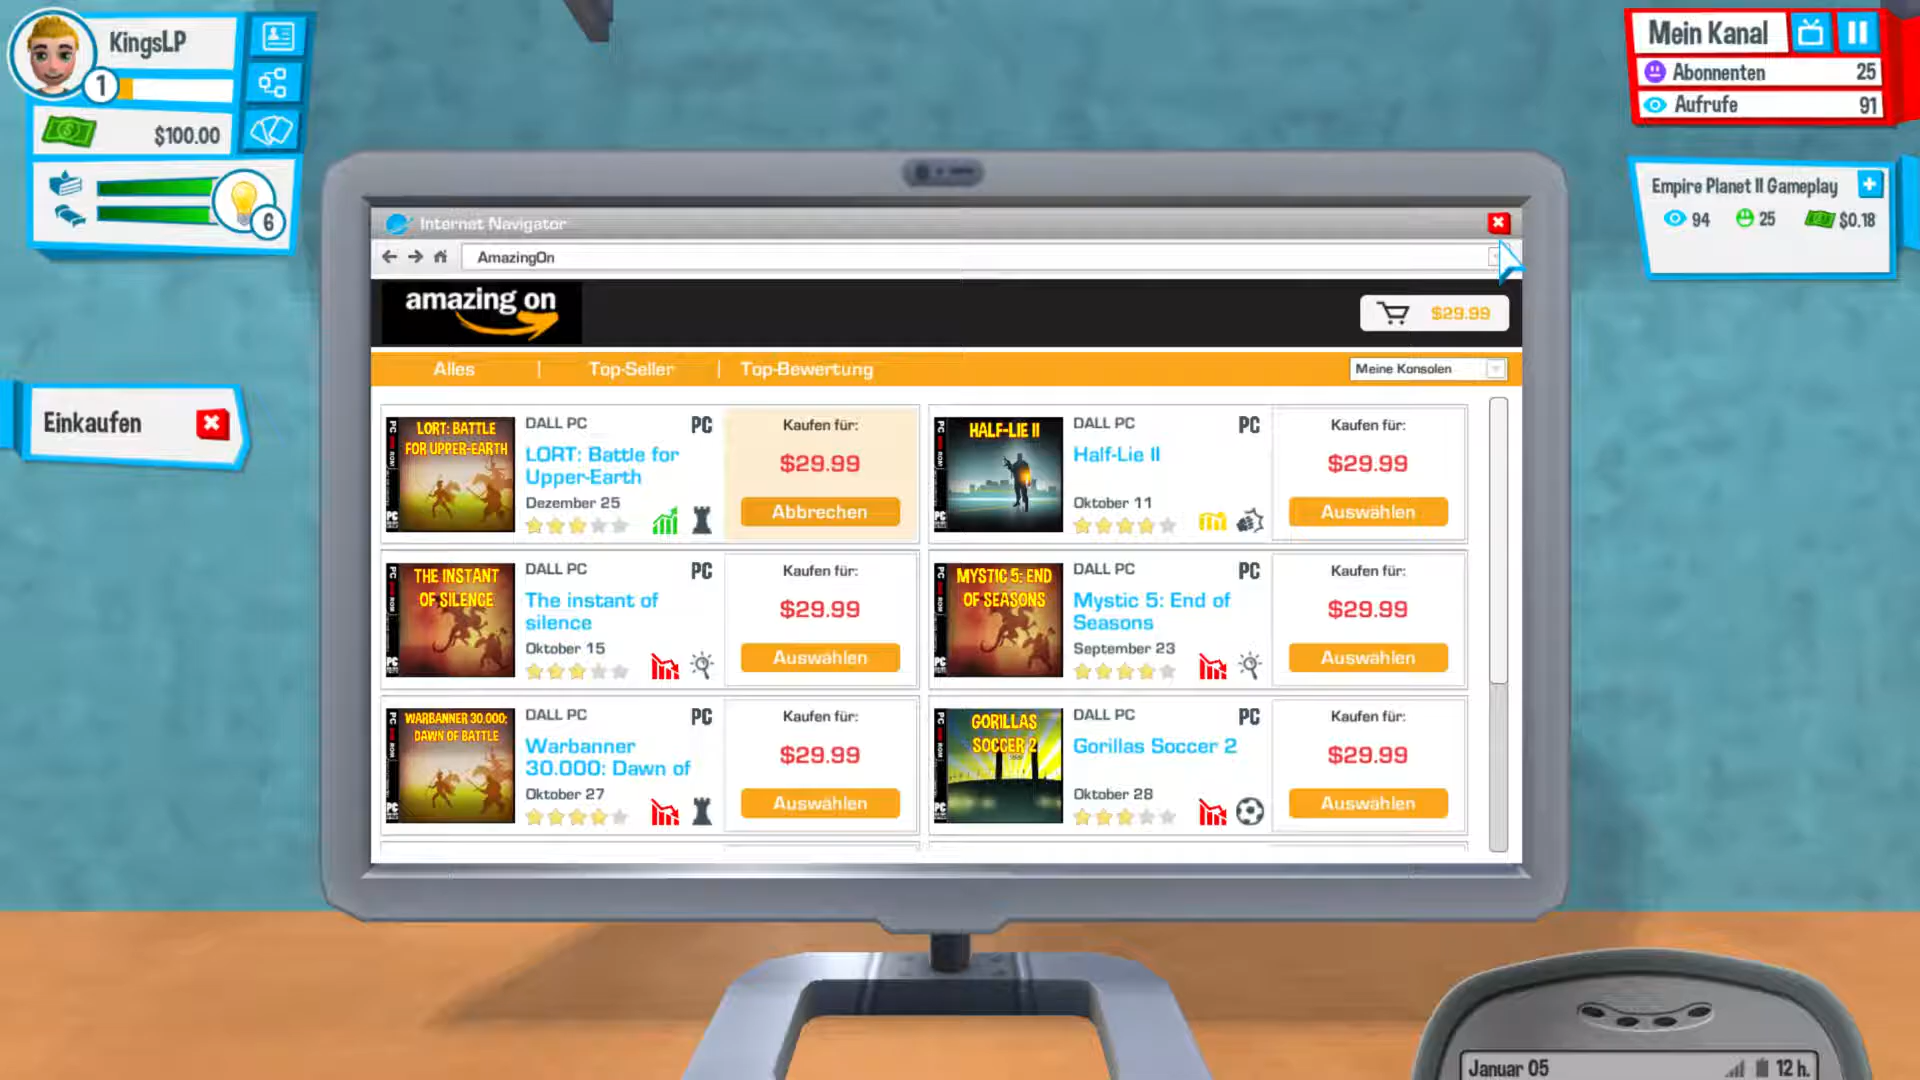 KingsLP
1
$100.00
6
Mein Kanal
Abonnenten 25
Aufrufe 91
Empire Planet II Gameplay
94 25 $0.18
Einkaufen
Internet Navigator
AmazingOn
amazing on
$29.99
Alles | Top-Seller | Top-Bewertung
Meine Konsolen
LORT: BATTLE
FOR UPPER-EARTH
DALL PC PC
LORT: Battle for
Upper-Earth
Dezember 25
Kaufen für:
$29.99
Abbrechen
HALF-LIE II
DALL PC PC
Half-Lie II
Oktober 11
Kaufen für:
$29.99
Auswählen
THE INSTANT
OF SILENCE
DALL PC PC
The instant of
silence
Oktober 15
Kaufen für:
$29.99
Auswählen
MYSTIC 5: END
OF SEASONS
DALL PC PC
Mystic 5: End of
Seasons
September 23
Kaufen für:
$29.99
Auswählen
WARBANNER 30.000:
DAWN OF BATTLE
DALL PC PC
Warbanner
30.000: Dawn of
Oktober 27
Kaufen für:
$29.99
Auswählen
GORILLAS
SOCCER 2
DALL PC PC
Gorillas Soccer 2
Oktober 28
Kaufen für:
$29.99
Auswählen
Januar 05 12 h.